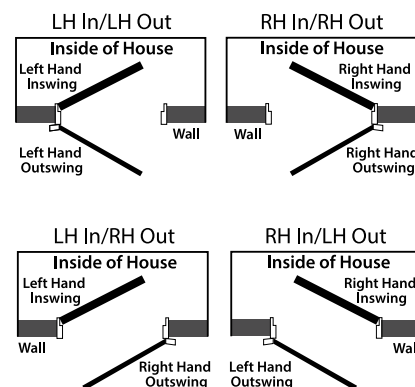 LH In/LH Out
Inside of House
Left Hand
Inswing
Wall
Left Hand
Outswing
RH In/RH Out
Inside of House
Right Hand
Inswing
Wall
Right Hand
Outswing
LH In/RH Out
Inside of House
Left Hand
Inswing
Wall
Right Hand
Outswing
RH In/LH Out
Inside of House
Right Hand
Inswing
Wall
Left Hand
Outswing